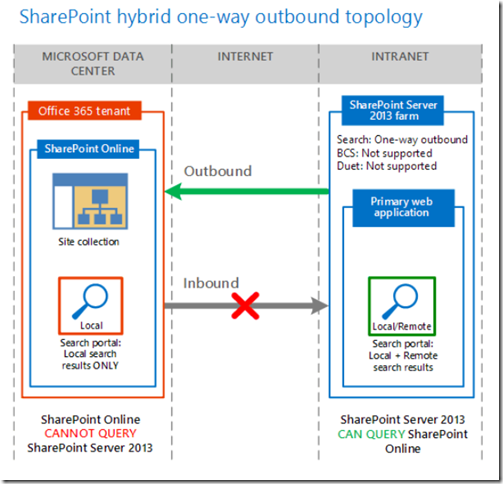 SharePoint hybrid one-way outbound topology
MICROSOFT DATA
CENTER
INTERNET
INTRANET
Office 365 tenant
SharePoint Online
Site collection
Local
Search portal:
Local search
results ONLY
SharePoint Online
CANNOT QUERY
SharePoint Server 2013
Outbound
Inbound
SharePoint Server
2013 farm
Search: One-way outbound
BCS: Not supported
Duet: Not supported
Primary web
application
Local/Remote
Search portal:
Local + Remote
search results
SharePoint Server 2013
CAN QUERY SharePoint
Online